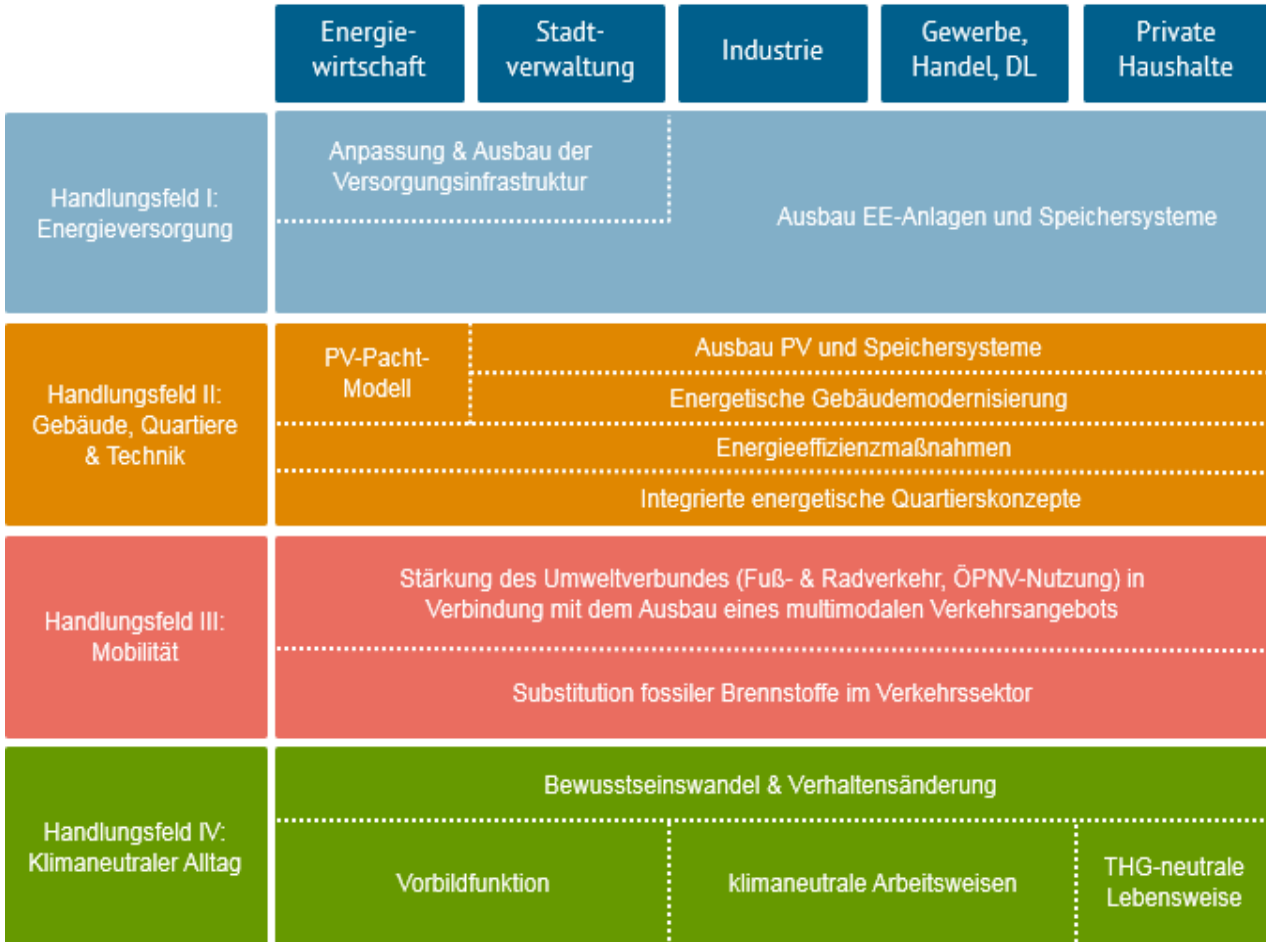 Energie-
wirtschaft
Stadt-
verwaltung
Industrie
Gewerbe,
Handel, DL
Private
Haushalte
Handlungsfeld I:
Energieversorgung
Anpassung & Ausbau der
Versorgungsinfrastruktur
Ausbau EE-Anlagen und Speichersysteme
Handlungsfeld II:
Gebäude, Quartiere
& Technik
PV-Pacht-
Modell
Ausbau PV und Speichersysteme
Energetische Gebäudemodernisierung
Energieeffizienzmaßnahmen
Integrierte energetische Quartierskonzepte
Handlungsfeld III:
Mobilität
Stärkung des Umweltverbundes (Fuß- & Radverkehr, ÖPNV-Nutzung) in
Verbindung mit dem Ausbau eines multimodalen Verkehrsangebots
Substitution fossiler Brennstoffe im Verkehrssektor
Handlungsfeld IV:
Klimaneutraler Alltag
Bewusstseinswandel & Verhaltensänderung
Vorbildfunktion
klimaneutrale Arbeitsweisen
THG-neutrale
Lebensweise